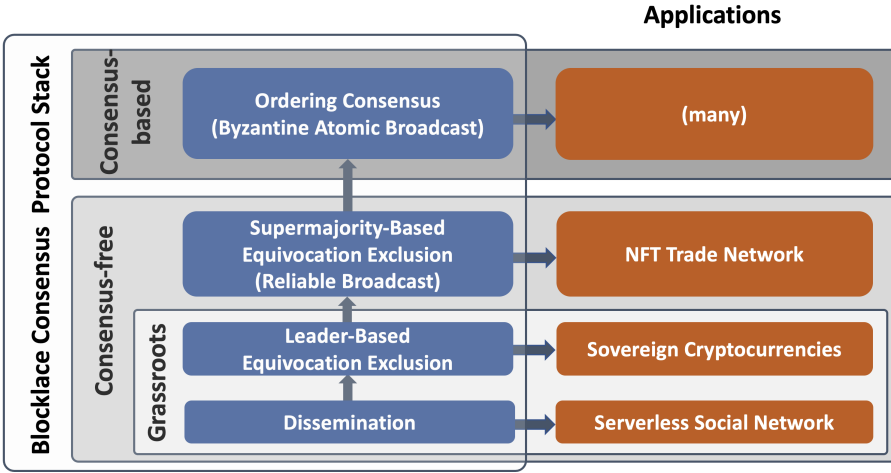 Applications
Blocklace Consensus Protocol Stack
Consensus-
based
Ordering Consensus
(Byzantine Atomic Broadcast)
(many)
Consensus-free
Supermajority-Based
Equivocation Exclusion
(Reliable Broadcast)
NFT Trade Network
Grassroots
Leader-Based
Equivocation Exclusion
Sovereign Cryptocurrencies
Dissemination
Serverless Social Network